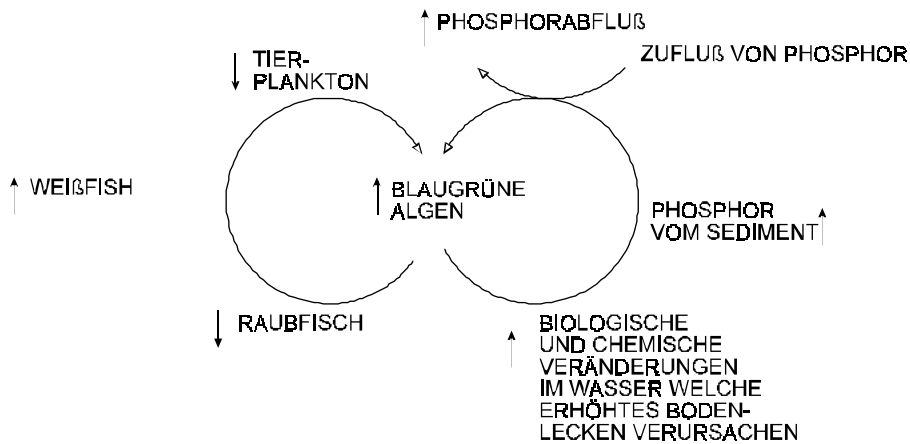 PHOSPHORABFLUß
ZUFLUß VON PHOSPHOR
TIER-
PLANKTON
WEIßFISH
BLAUGRÜNE
ALGEN
PHOSPHOR
VOM SEDIMENT
RAUBFISCH
BIOLOGISCHE
UND CHEMISCHE
VERÄNDERUNGEN
IM WASSER WELCHE
ERHÖHTES BODEN-
LECKEN VERURSACHEN